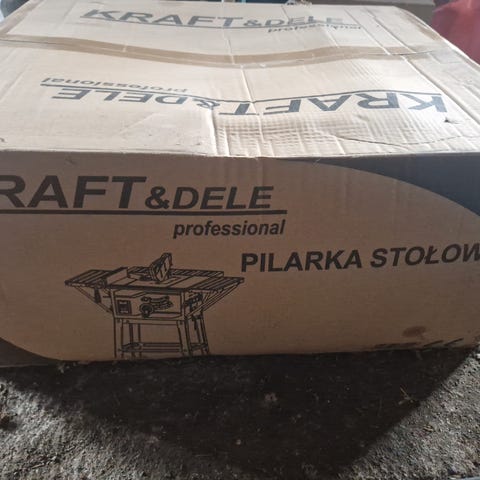 KRAFT&DELE
professional
KRAFT&DELE
professional
RAFT&DELE
professional
PILARKA STOŁOW